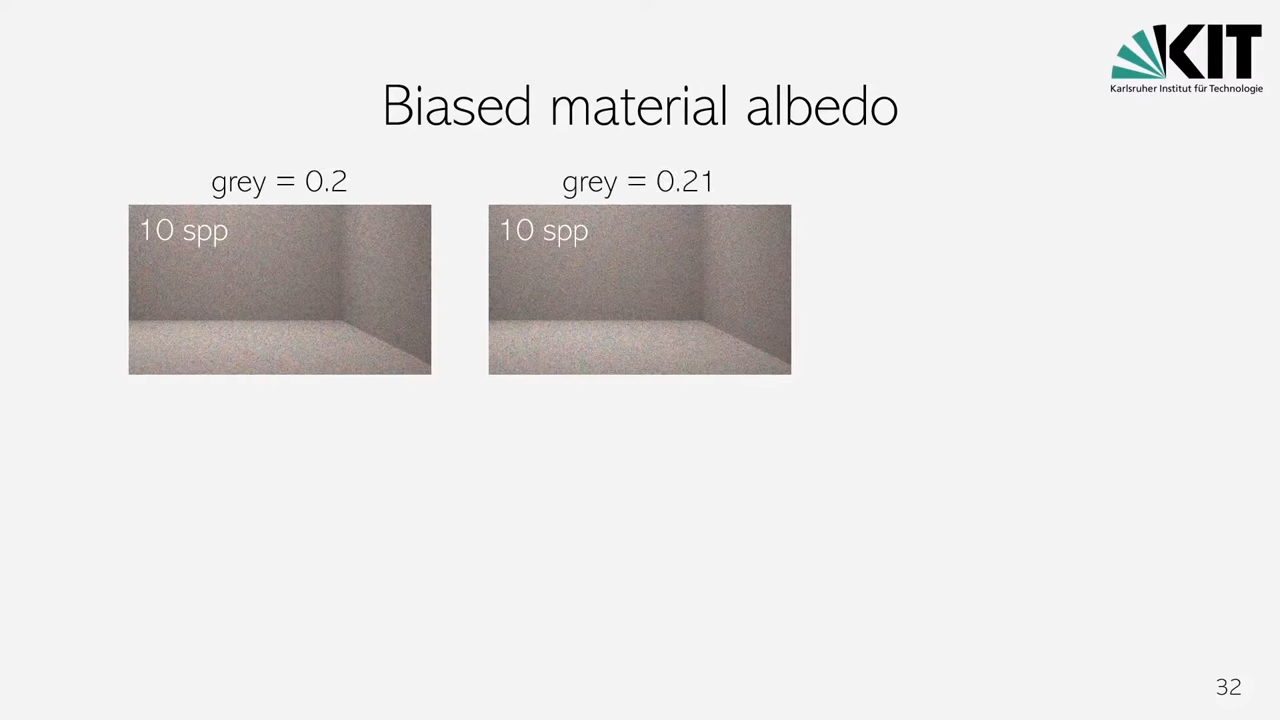 KIT
Karlsruher Institut für Technologie
Biased material albedo
grey = 0.2
grey = 0.21
10 spp
10 spp
32